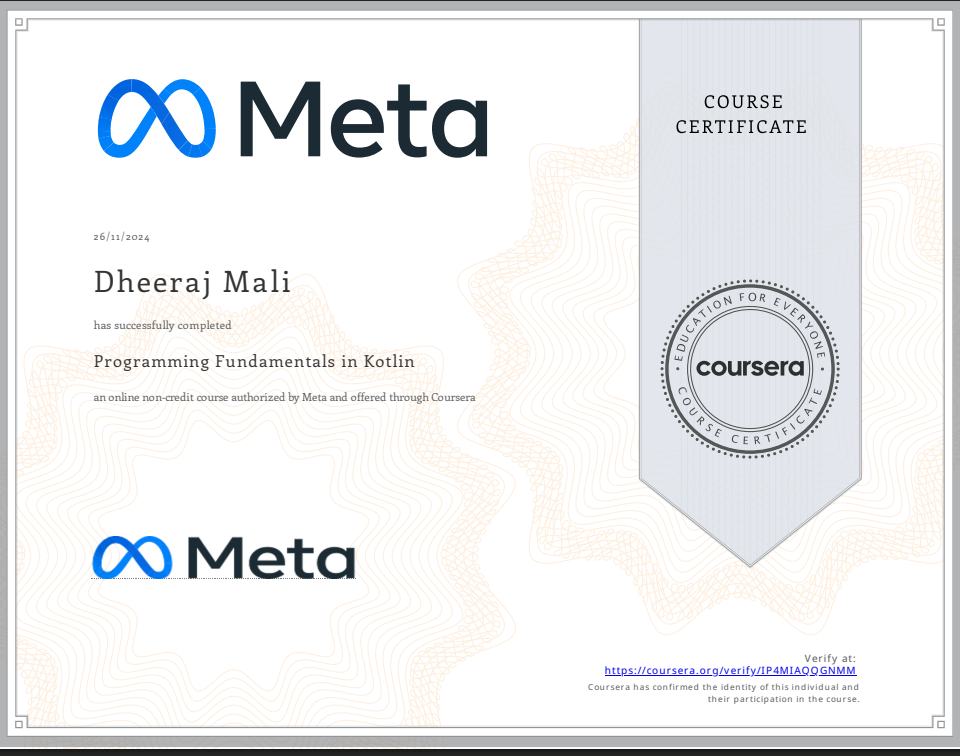 Meta
COURSE
CERTIFICATE
26/11/2024
Dheeraj Mali
has successfully completed
Programming Fundamentals in Kotlin
an online non-credit course authorized by Meta and offered through Coursera
EDUCATION FOR EVERYONE
coursera
COURSE CERTIFICATE
Meta
Verify at:
https://coursera.org/verify/IP4MIAQQGNMM
Coursera has confirmed the identity of this individual and
their participation in the course.